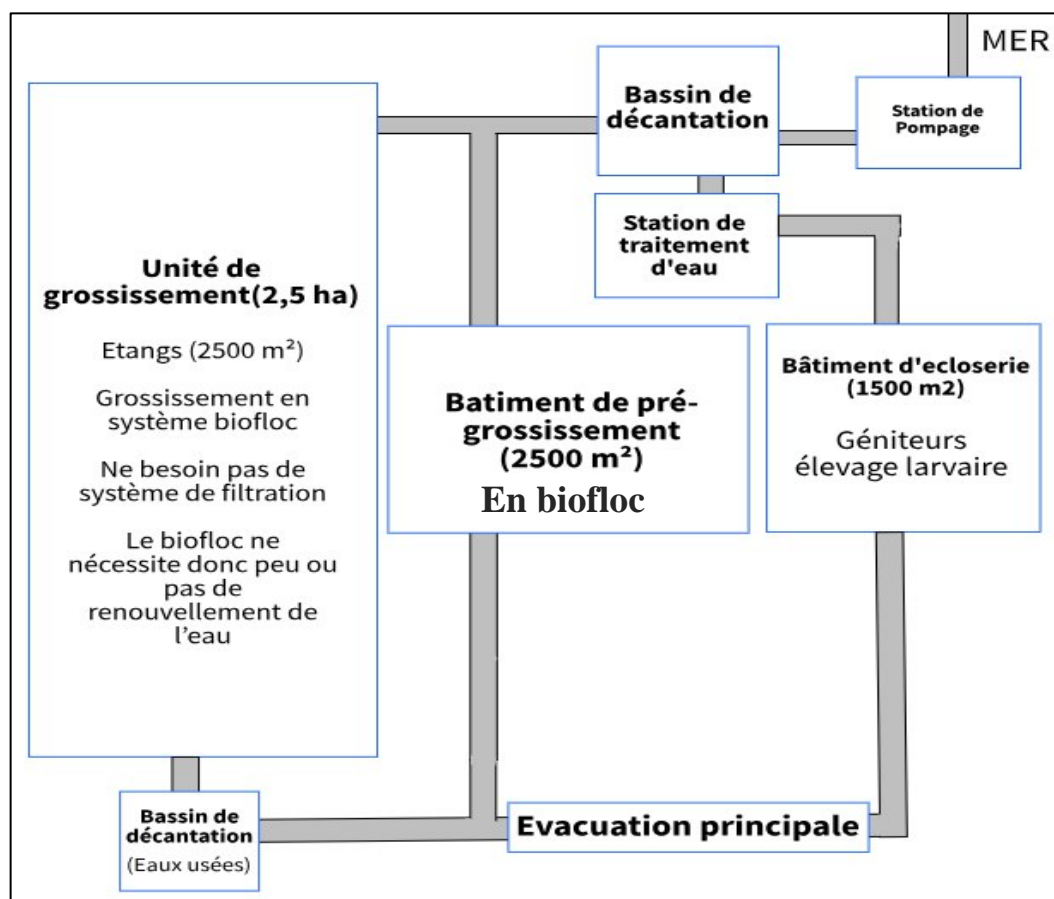 MER
Station de
Pompage
Bassin de
décantation
Station de
traitement
d'eau
Unité de
grossissement(2,5 ha)
Etangs (2500 m²)
Grossissement en
système biofloc
Ne besoin pas de
système de filtration
Le biofloc ne
nécessite donc peu ou
pas de
renouvellement de
l’eau
Batiment de pré-
grossissement
(2500 m²)
En biofloc
Bâtiment d'ecloserie
(1500 m2)
Géniteurs
élevage larvaire
Bassin de
décantation
(Eaux usées)
Evacuation principale